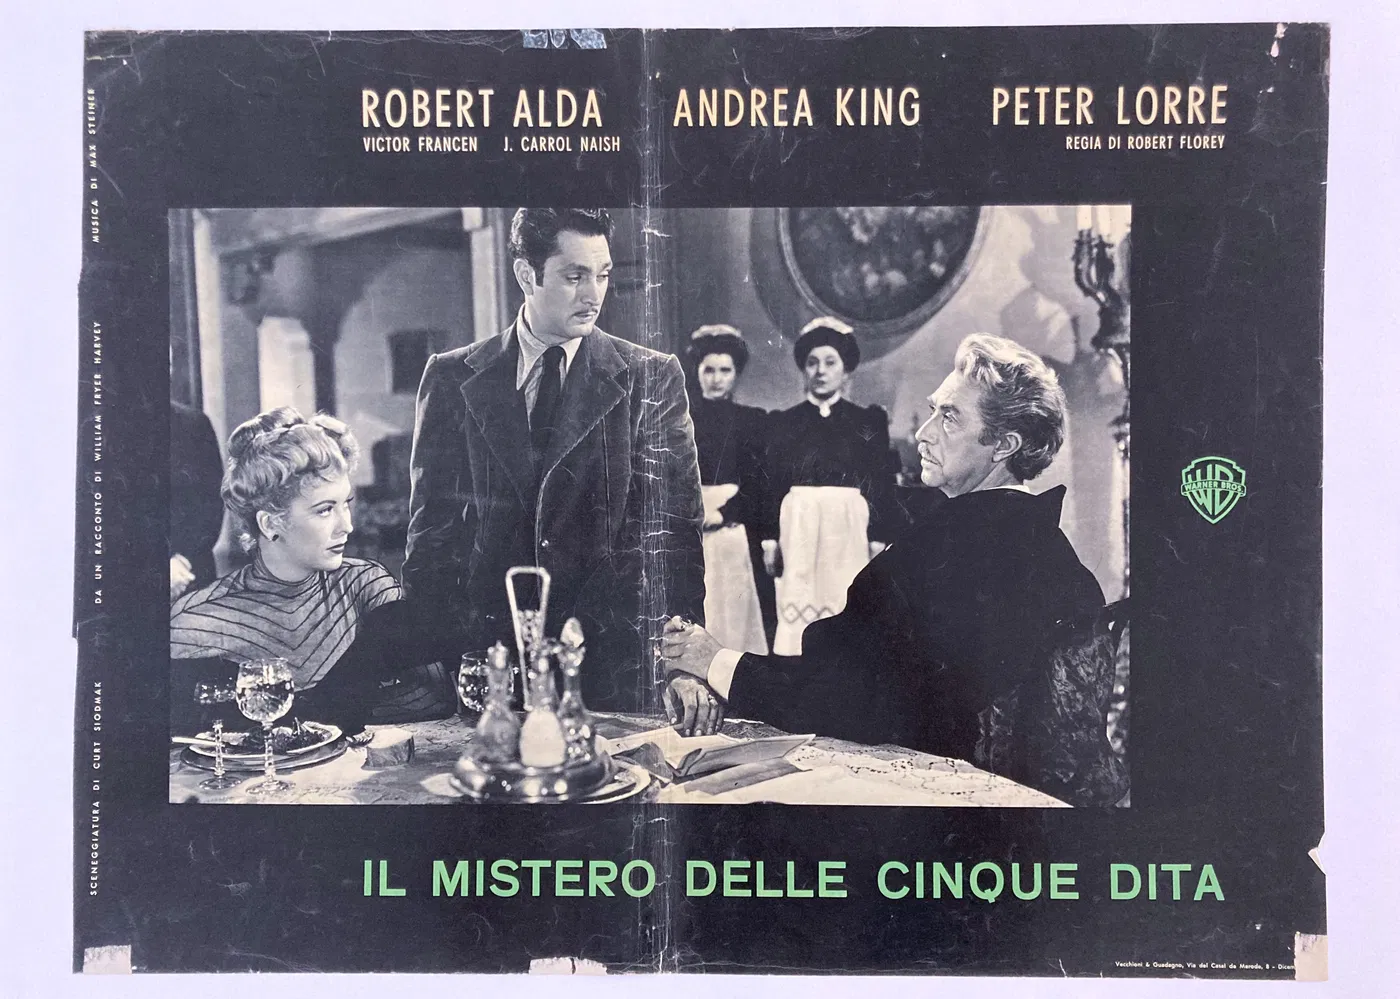 ROBERT ALDA ANDREA KING PETER LORRE
VICTOR FRANCEN J. CARROL NAISH REGIA DI ROBERT FLOREY
MUSICA DI MAX STEINER
DA UN RACCONTO DI WILLIAM FRYER HARVEY
SCENEGGIATURA DI CURT SIODMAK
WARNER BROS
IL MISTERO DELLE CINQUE DITA
Vecchioni & Guadagno, Via del Casal da Merode, 8 - Dicem